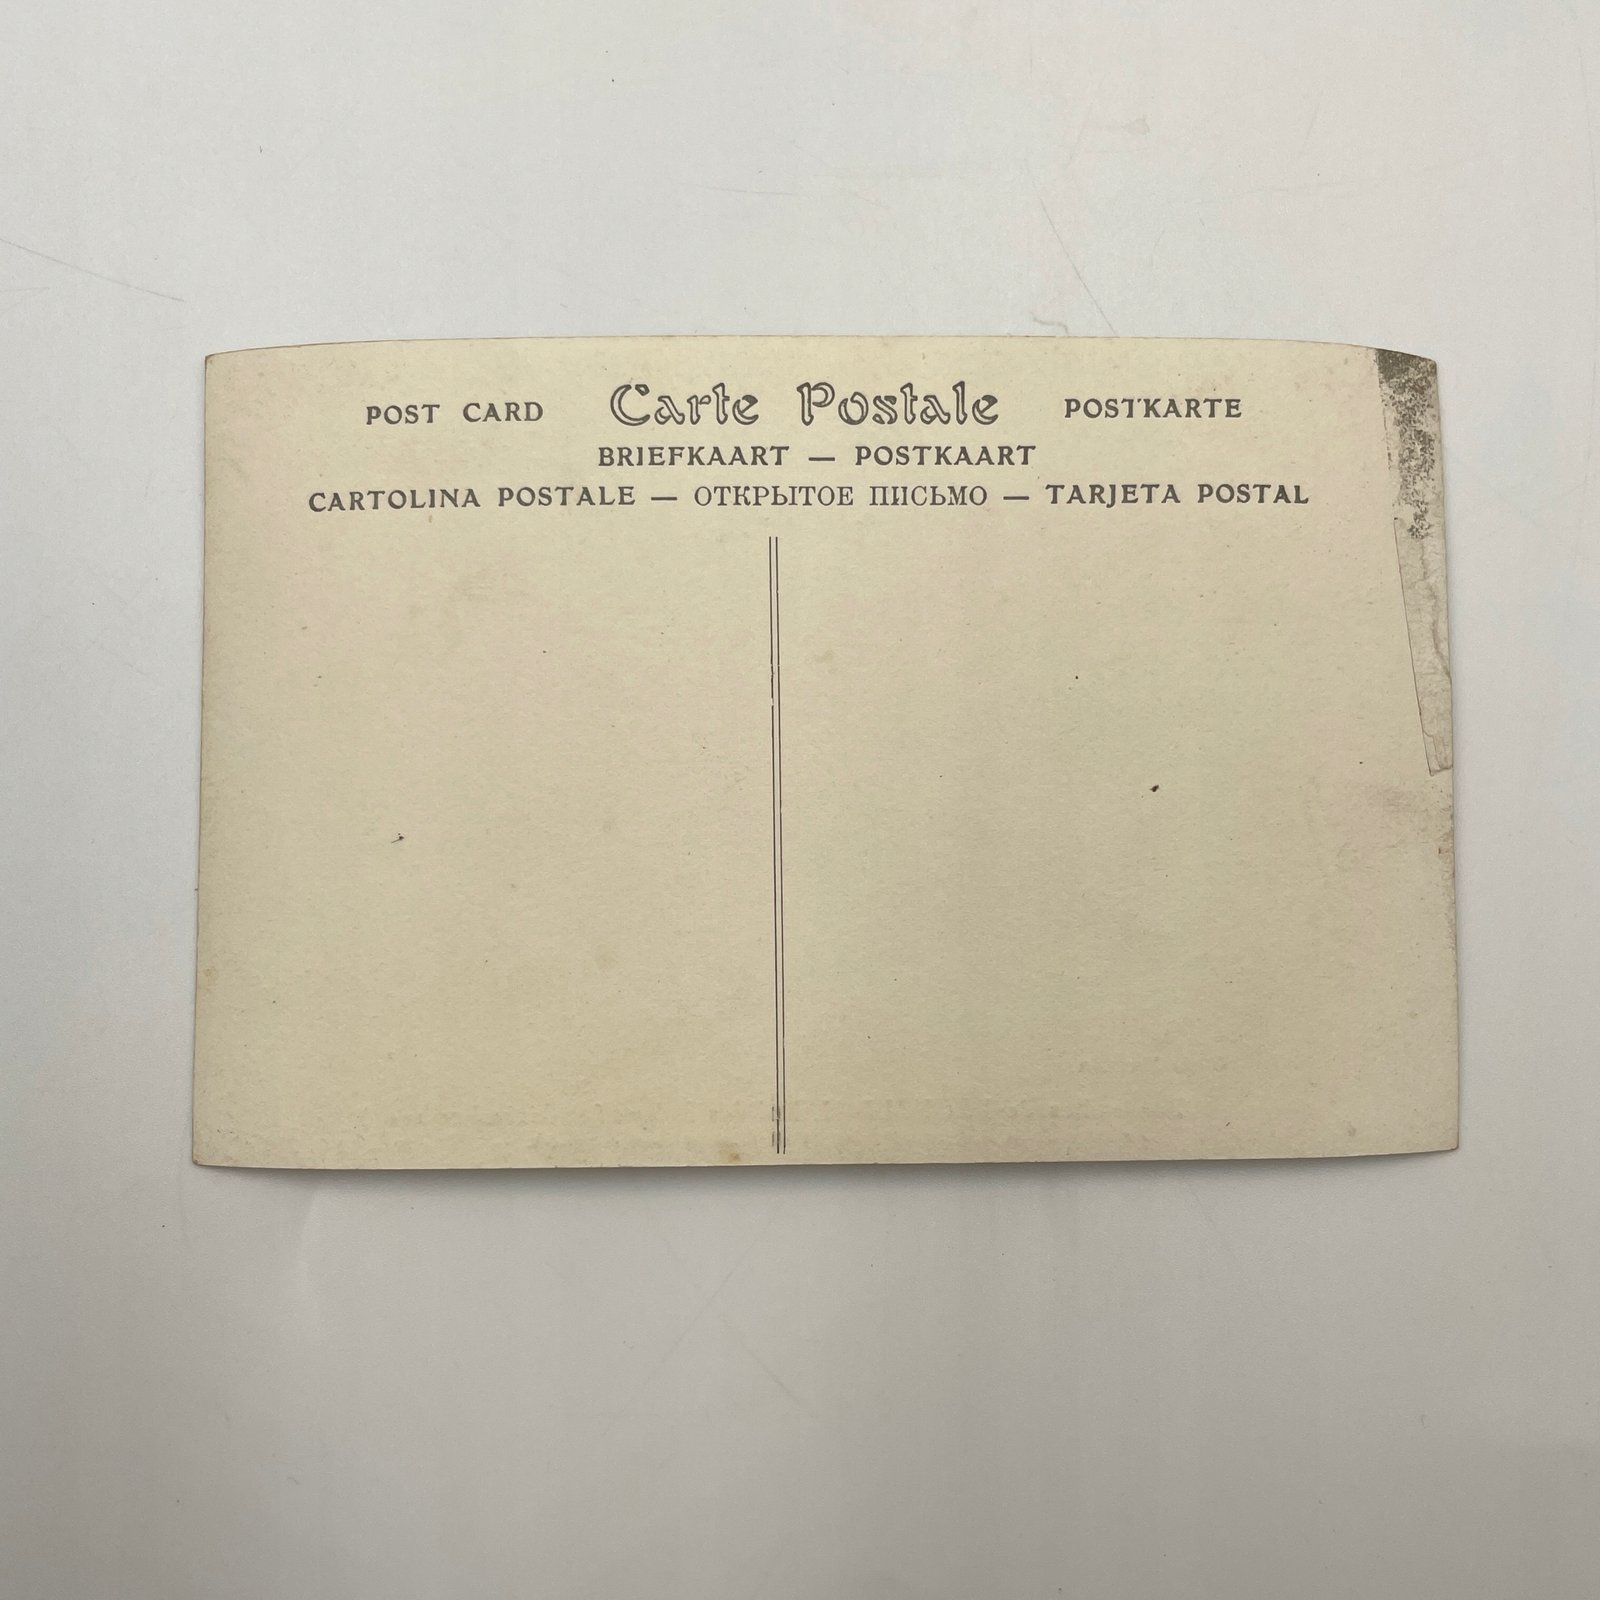 POST CARD Carte Postale POSTKARTE
BRIEFKAART — POSTKAART
CARTOLINA POSTALE — ОТКРЫТОЕ ПИСЬМО — TARJETA POSTAL